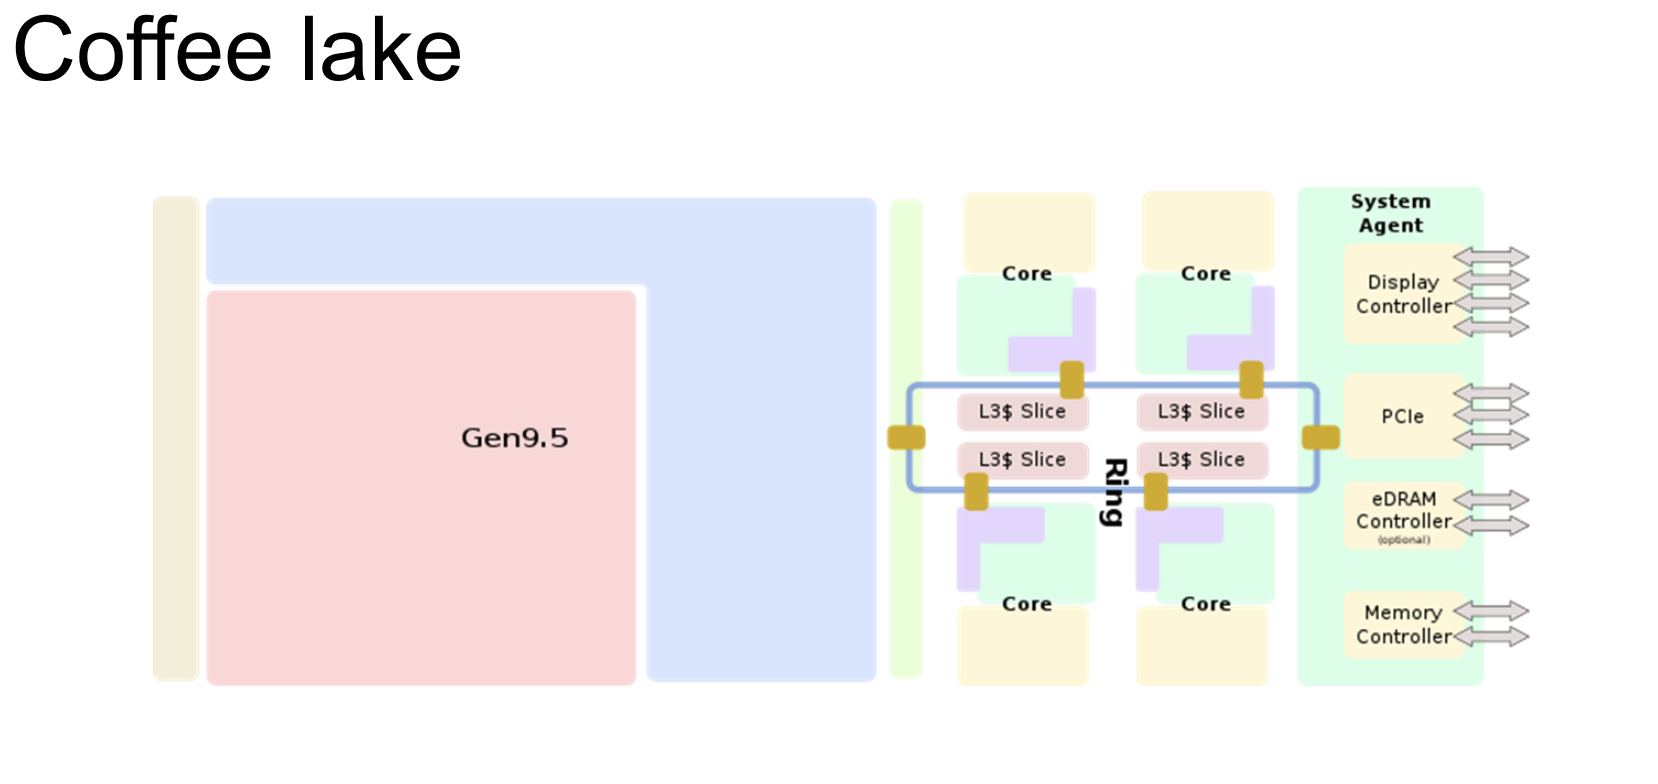 Coffee lake
Gen9.5
Core
Core
L3$ Slice
L3$ Slice
L3$ Slice
L3$ Slice
Ring
Core
Core
System
Agent
Display
Controller
PCIe
eDRAM
Controller
(optional)
Memory
Controller